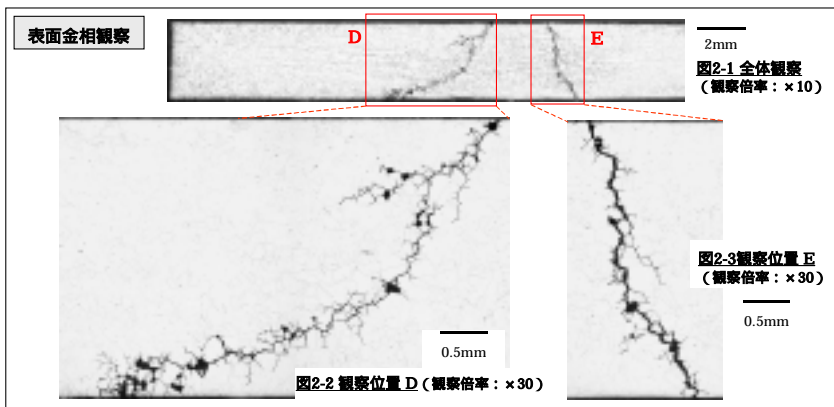 表面金相観察
D
E
2mm
図2-1 全体観察
(観察倍率：×10)
図2-3観察位置 E
(観察倍率：×30)
0.5mm
0.5mm
図2-2 観察位置 D (観察倍率：×30)